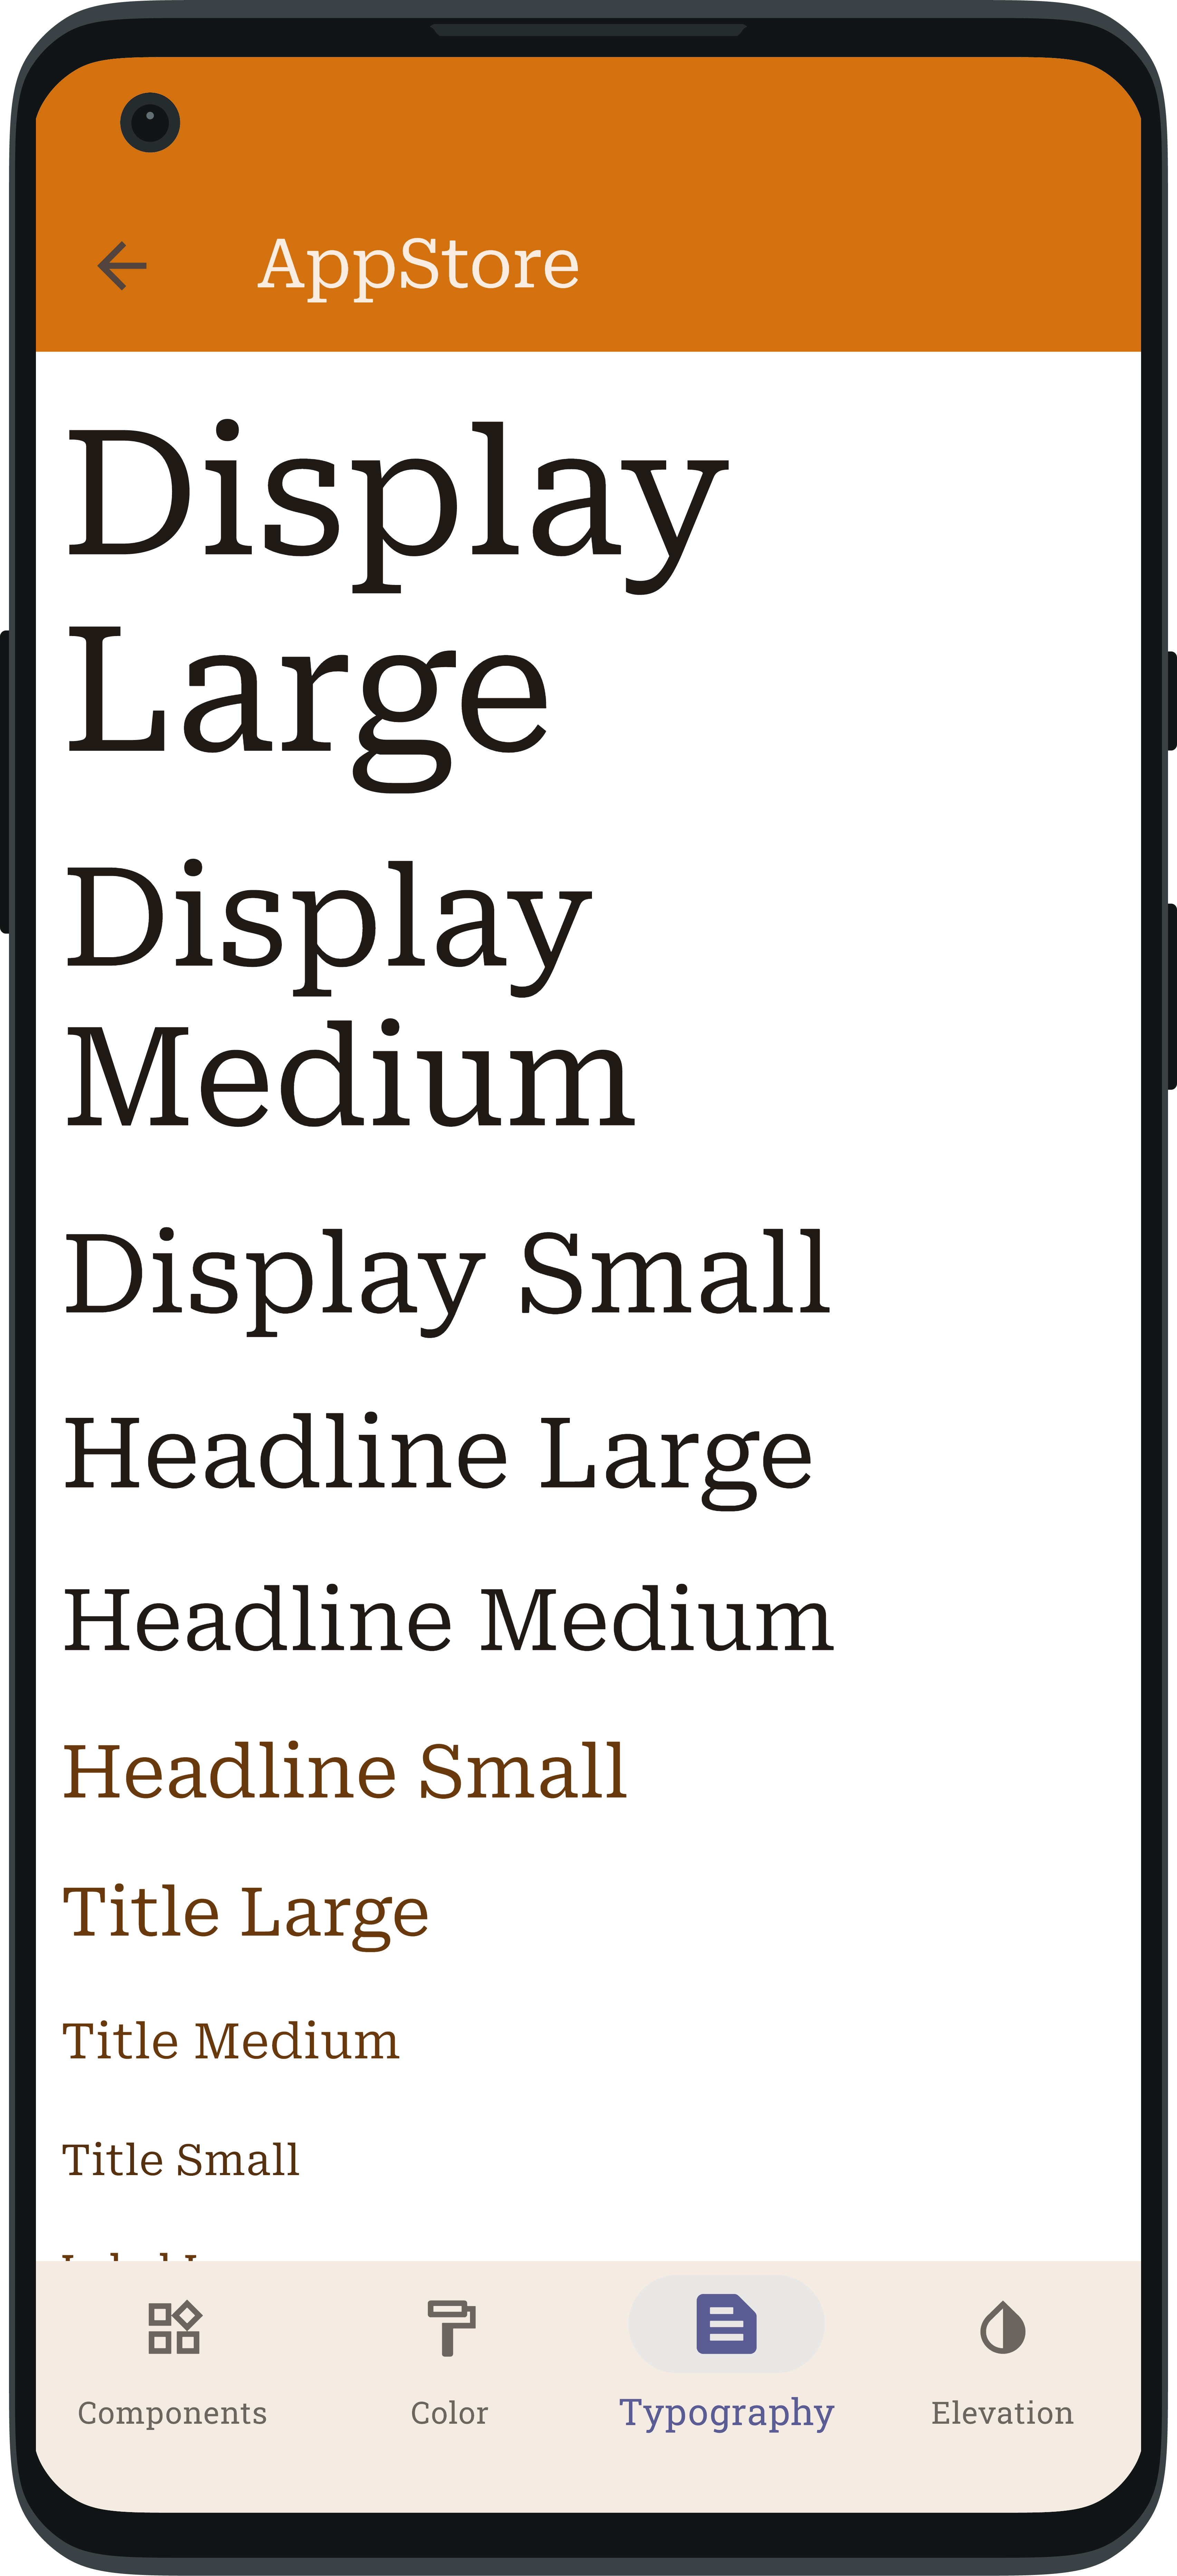 AppStore
Display
Large
Display
Medium
Display Small
Headline Large
Headline Medium
Headline Small
Title Large
Title Medium
Title Small
Components
Color
Typography
Elevation